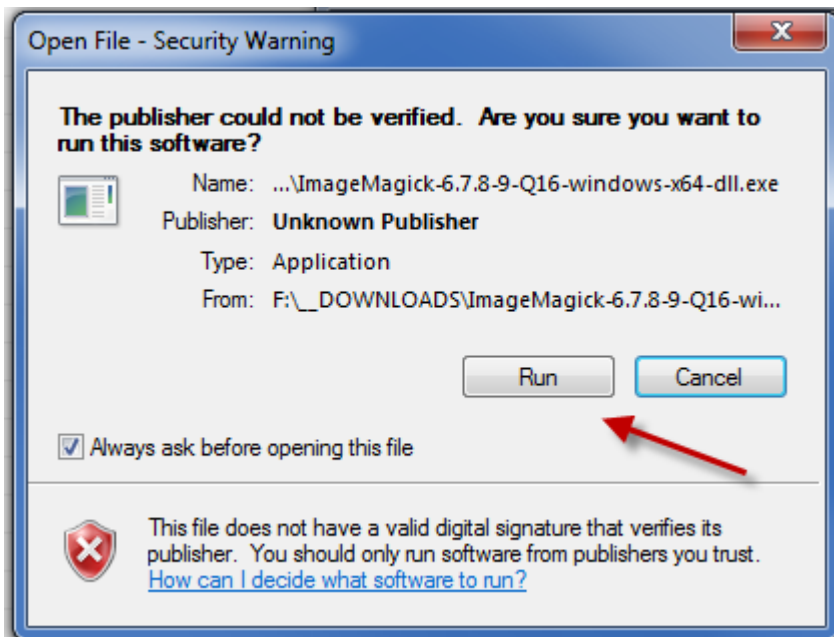 Open File - Security Warning
The publisher could not be verified.  Are you sure you want to
run this software?
Name: ...\ImageMagick-6.7.8-9-Q16-windows-x64-dll.exe
Publisher: Unknown Publisher
Type: Application
From: F:\__DOWNLOADS\ImageMagick-6.7.8-9-Q16-wi...
Run Cancel
Always ask before opening this file
This file does not have a valid digital signature that verifies its
publisher.  You should only run software from publishers you trust.
How can I decide what software to run?